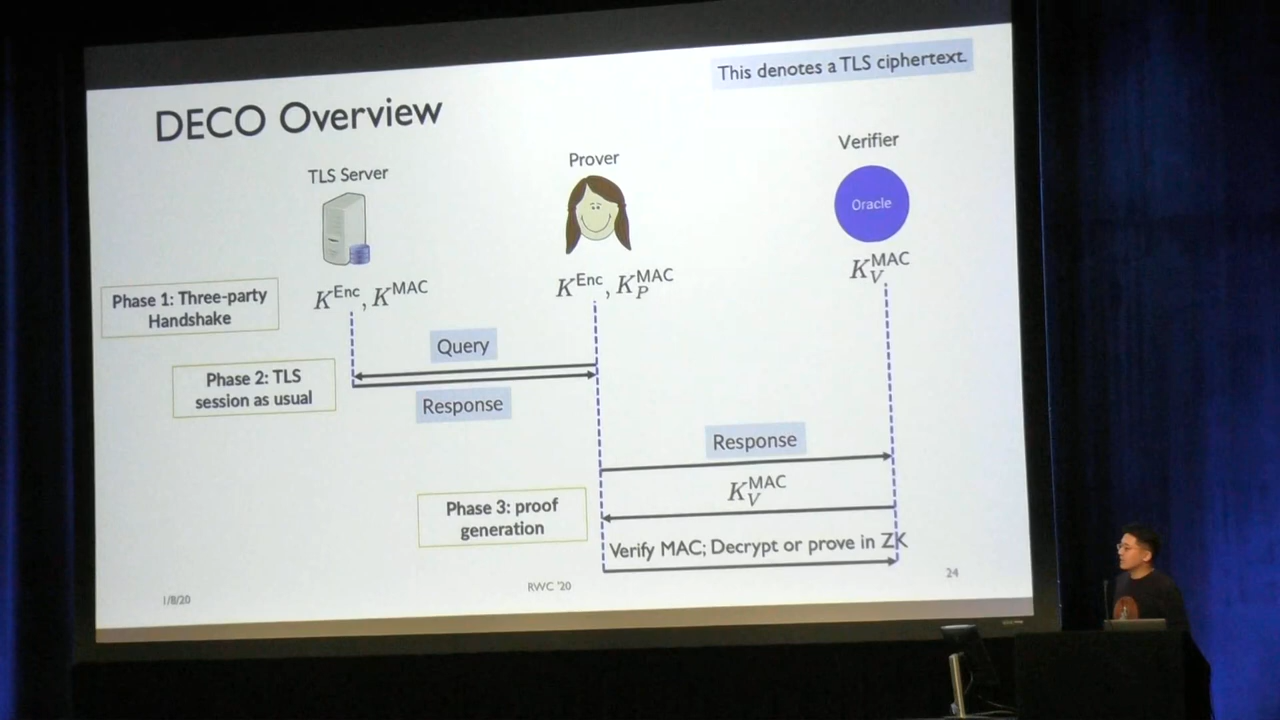 This denotes a TLS ciphertext.
DECO Overview
TLS Server
Prover
Verifier
Oracle
Phase 1: Three-party
Handshake
K^Enc, K^MAC
K^Enc, K_P^MAC
K_V^MAC
Query
Phase 2: TLS
session as usual
Response
Response
K_V^MAC
Phase 3: proof
generation
Verify MAC; Decrypt or prove in ZK
1/8/20
RWC '20
24